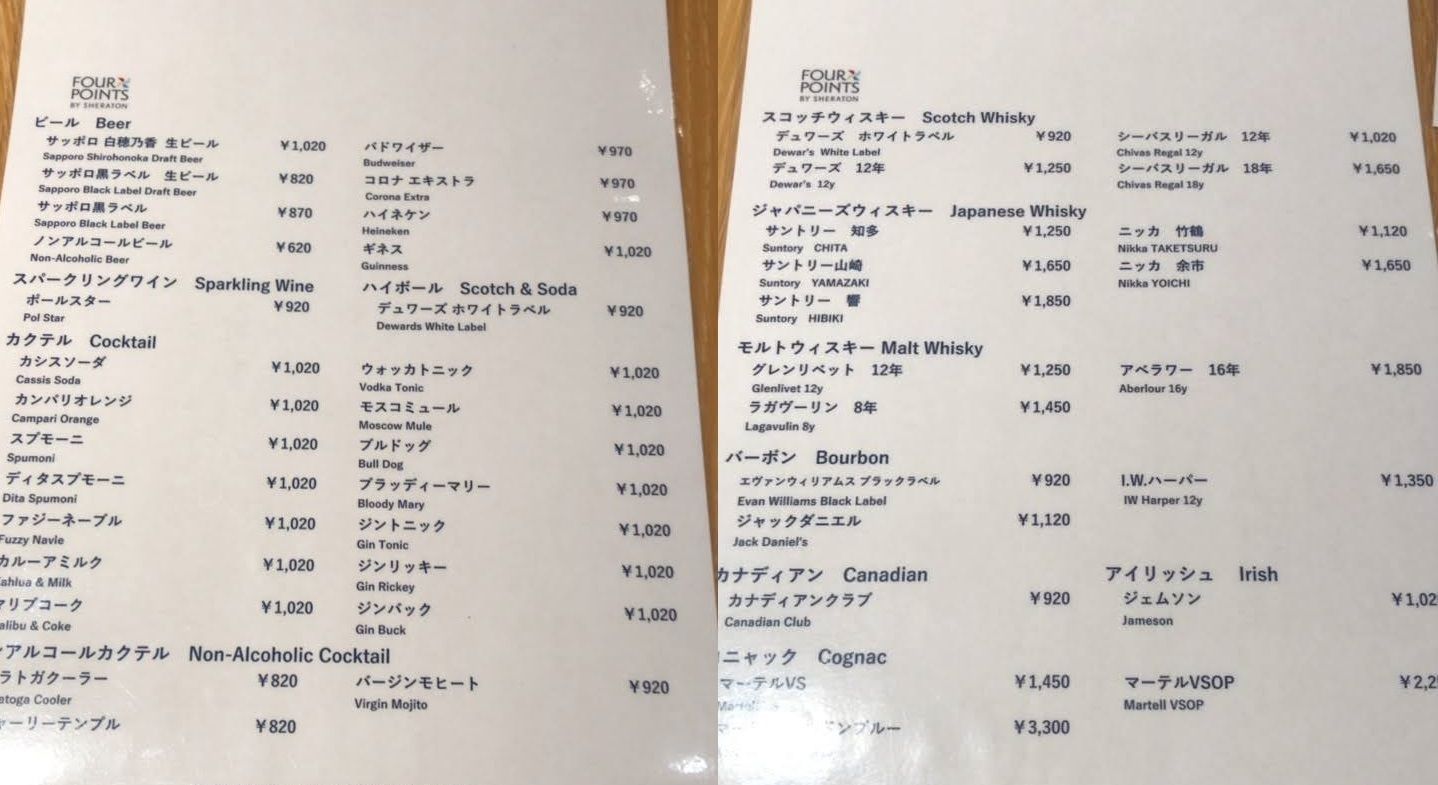 FOUR POINTS
BY SHERATON
ビール Beer
サッポロ 白穂乃香 生ビール ¥1,020
Sapporo Shirohonoka Draft Beer
サッポロ黒ラベル 生ビール ¥820
Sapporo Black Label Draft Beer
サッポロ黒ラベル ¥870
Sapporo Black Label Beer
ノンアルコールビール ¥620
Non-Alcoholic Beer
バドワイザー ¥970
Budweiser
コロナ エキストラ ¥970
Corona Extra
ハイネケン ¥970
Heineken
ギネス ¥1,020
Guinness
スパークリングワイン Sparkling Wine
ポールスター ¥920
Pol Star
ハイボール Scotch & Soda
デュワーズ ホワイトラベル ¥920
Dewards White Label
カクテル Cocktail
カシスソーダ ¥1,020
Cassis Soda
カンパリオレンジ ¥1,020
Campari Orange
スプモーニ ¥1,020
Spumoni
ディタスプモーニ ¥1,020
Dita Spumoni
ファジーネーブル ¥1,020
Fuzzy Navle
カルーアミルク ¥1,020
ahlua & Milk
マリブコーク ¥1,020
alibu & Coke
ウォッカトニック ¥1,020
Vodka Tonic
モスコミュール ¥1,020
Moscow Mule
ブルドッグ ¥1,020
Bull Dog
ブラッディーマリー ¥1,020
Bloody Mary
ジントニック ¥1,020
Gin Tonic
ジンリッキー ¥1,020
Gin Rickey
ジンバック ¥1,020
Gin Buck
ンアルコールカクテル Non-Alcoholic Cocktail
ラトガクーラー ¥820
atoga Cooler
ャーリーテンプル ¥820
バージンモヒート ¥920
Virgin Mojito
FOUR POINTS
BY SHERATON
スコッチウィスキー Scotch Whisky
デュワーズ ホワイトラベル ¥920
Dewar's White Label
デュワーズ 12年 ¥1,250
Dewar's 12y
シーバスリーガル 12年 ¥1,020
Chivas Regal 12y
シーバスリーガル 18年 ¥1,650
Chivas Regal 18y
ジャパニーズウィスキー Japanese Whisky
サントリー 知多 ¥1,250
Suntory CHITA
サントリー山崎 ¥1,650
Suntory YAMAZAKI
サントリー 響 ¥1,850
Suntory HIBIKI
ニッカ 竹鶴 ¥1,120
Nikka TAKETSURU
ニッカ 余市 ¥1,650
Nikka YOICHI
モルトウィスキー Malt Whisky
グレンリベット 12年 ¥1,250
Glenlivet 12y
ラガヴーリン 8年 ¥1,450
Lagavulin 8y
アベラワー 16年 ¥1,850
Aberlour 16y
バーボン Bourbon
エヴァンウィリアムス ブラックラベル ¥920
Evan Williams Black Label
ジャックダニエル ¥1,120
Jack Daniel's
I.W.ハーパー ¥1,350
IW Harper 12y
カナディアン Canadian
カナディアンクラブ ¥920
Canadian Club
アイリッシュ Irish
ジェムソン ¥1,02
Jameson
ニャック Cognac
マーテルVS ¥1,450
マーテルVSOP ¥2,2
Martell VSOP
ンブルー ¥3,300